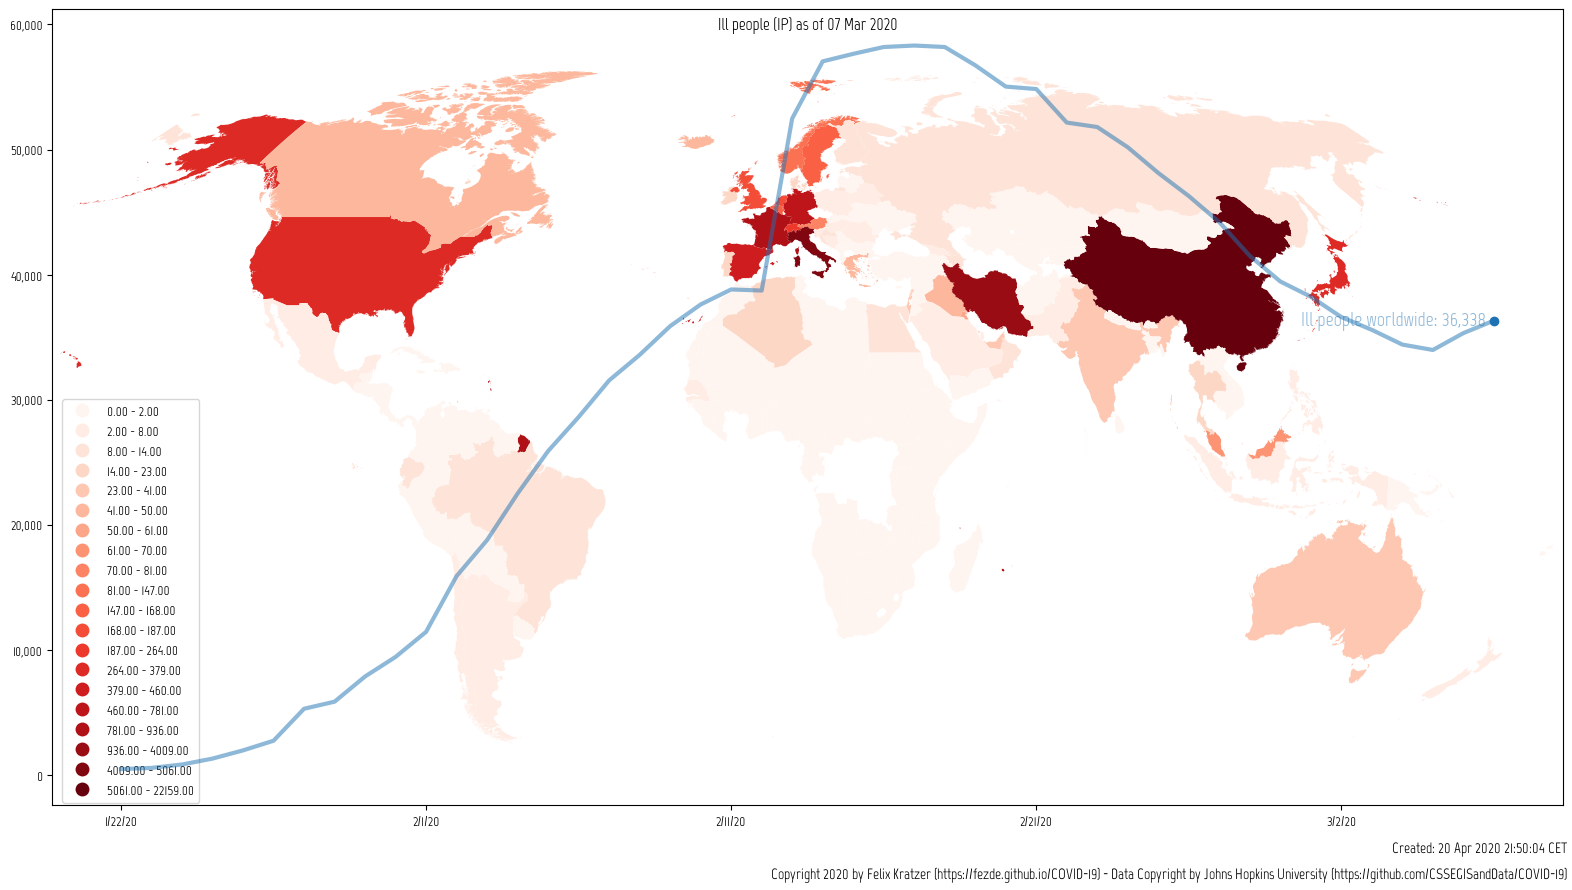 Ill people (IP) as of 07 Mar 2020
60,000
50,000
40,000
30,000
20,000
10,000
0
Ill people worldwide: 36,338
0.00 - 2.00
2.00 - 8.00
8.00 - 14.00
14.00 - 23.00
23.00 - 41.00
41.00 - 50.00
50.00 - 61.00
61.00 - 70.00
70.00 - 81.00
81.00 - 147.00
147.00 - 168.00
168.00 - 187.00
187.00 - 264.00
264.00 - 379.00
379.00 - 460.00
460.00 - 781.00
781.00 - 936.00
936.00 - 4009.00
4009.00 - 5061.00
5061.00 - 22159.00
1/22/20
2/1/20
2/11/20
2/21/20
3/2/20
Created: 20 Apr 2020 21:50:04 CET
Copyright 2020 by Felix Kratzer (https://fezde.github.io/COVID-19) - Data Copyright by Johns Hopkins University (https://github.com/CSSEGISandData/COVID-19)